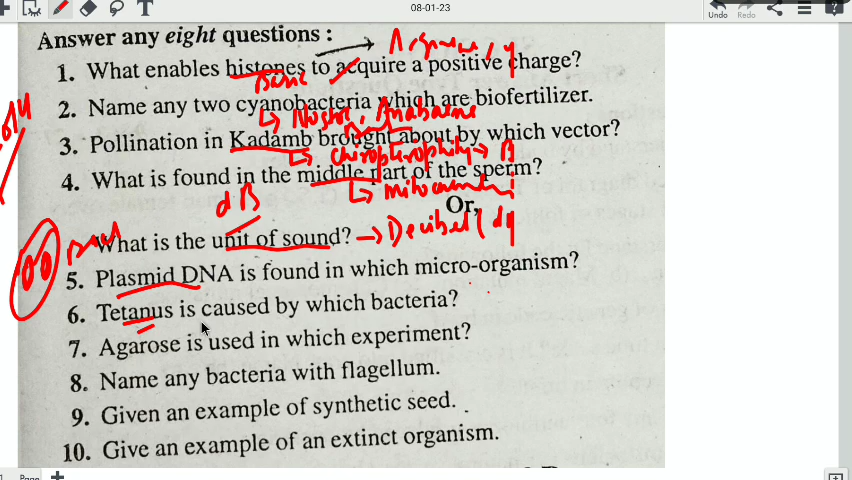 08-01-23
Undo Redo
Answer any eight questions :
1. What enables histones to acquire a positive charge?
2. Name any two cyanobacteria which are biofertilizer.
3. Pollination in Kadamb brought about by which vector?
4. What is found in the middle part of the sperm?
dB
Or,
What is the unit of sound?
5. Plasmid DNA is found in which micro-organism?
6. Tetanus is caused by which bacteria?
7. Agarose is used in which experiment?
8. Name any bacteria with flagellum.
9. Given an example of synthetic seed.
10. Give an example of an extinct organism.